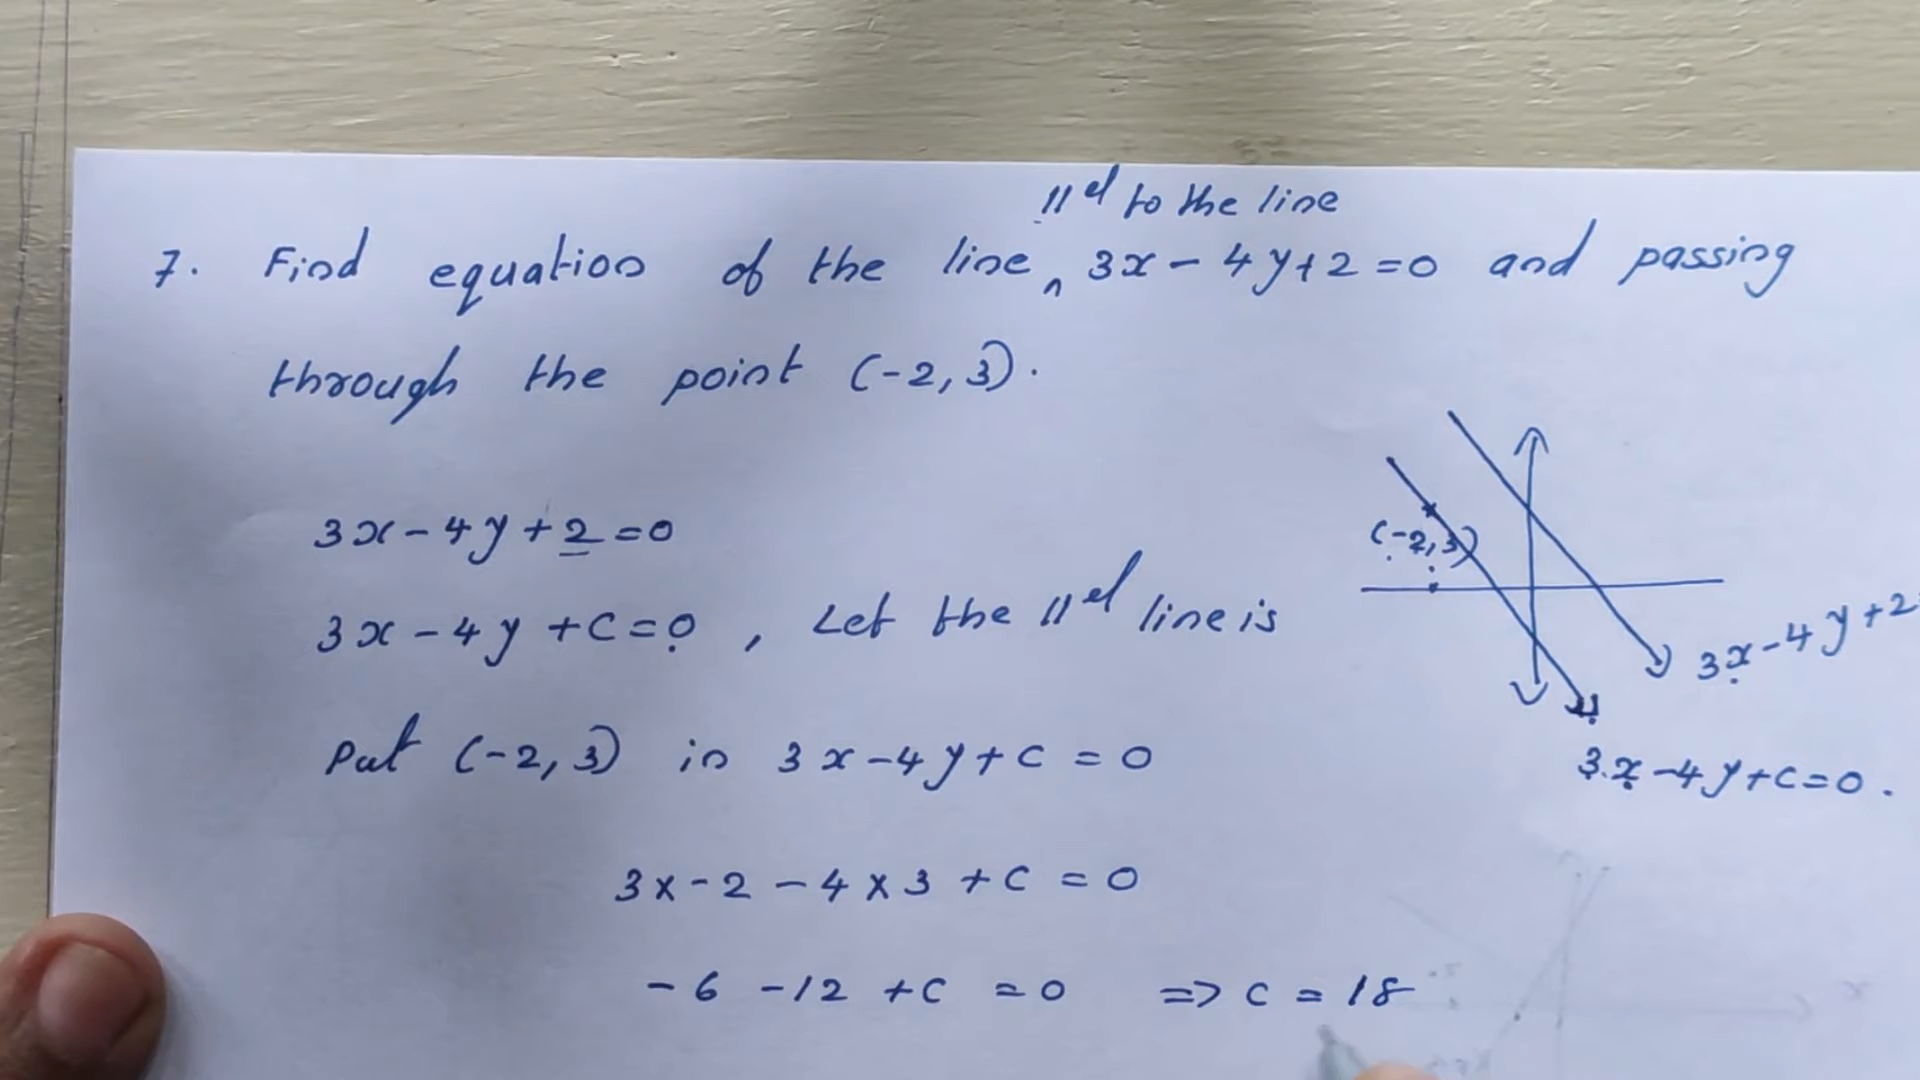 11el to the line
7. Find equation of the line ^ 3x - 4y + 2 = 0 and passing
through the point (-2, 3).
3x - 4y + 2 = 0
3x - 4y + C = 0 , Let the 11el line is
Put (-2, 3) in 3x - 4y + C = 0
3 x -2 - 4 x 3 + C = 0
-6 -12 + C = 0 => C = 18
(-2, 3)
3x - 4y + 2
3x - 4y + C = 0.